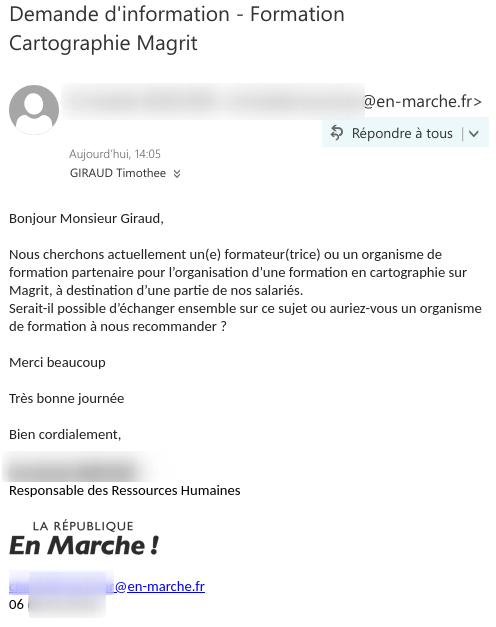 Demande d'information - Formation
Cartographie Magrit
@en-marche.fr>
Répondre à tous
Aujourd'hui, 14:05
GIRAUD Timothee
Bonjour Monsieur Giraud,
Nous cherchons actuellement un(e) formateur(trice) ou un organisme de
formation partenaire pour l'organisation d'une formation en cartographie sur
Magrit, à destination d'une partie de nos salariés.
Serait-il possible d'échanger ensemble sur ce sujet ou auriez-vous un organisme
de formation à nous recommander ?
Merci beaucoup
Très bonne journée
Bien cordialement,
Responsable des Ressources Humaines
LA RÉPUBLIQUE
En Marche !
@en-marche.fr
06